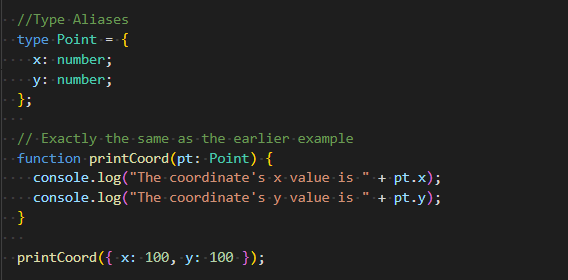 //Type Aliases
type Point = {
  x: number;
  y: number;
};
// Exactly the same as the earlier example
function printCoord(pt: Point) {
  console.log("The coordinate's x value is " + pt.x);
  console.log("The coordinate's y value is " + pt.y);
}
printCoord({ x: 100, y: 100 });